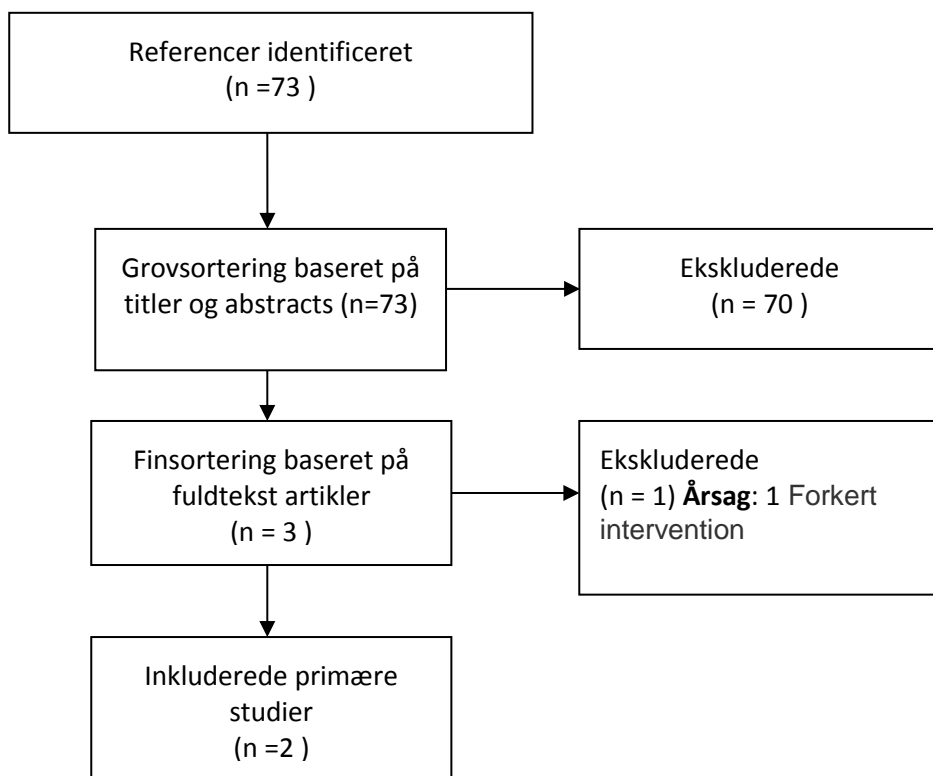 Referencer identificeret
(n =73 )
Grovsortering baseret på
titler og abstracts (n=73)
Ekskluderede
(n = 70 )
Finsortering baseret på
fuldtekst artikler
(n = 3 )
Ekskluderede
(n = 1) Årsag: 1 Forkert
intervention
Inkluderede primære
studier
(n =2 )